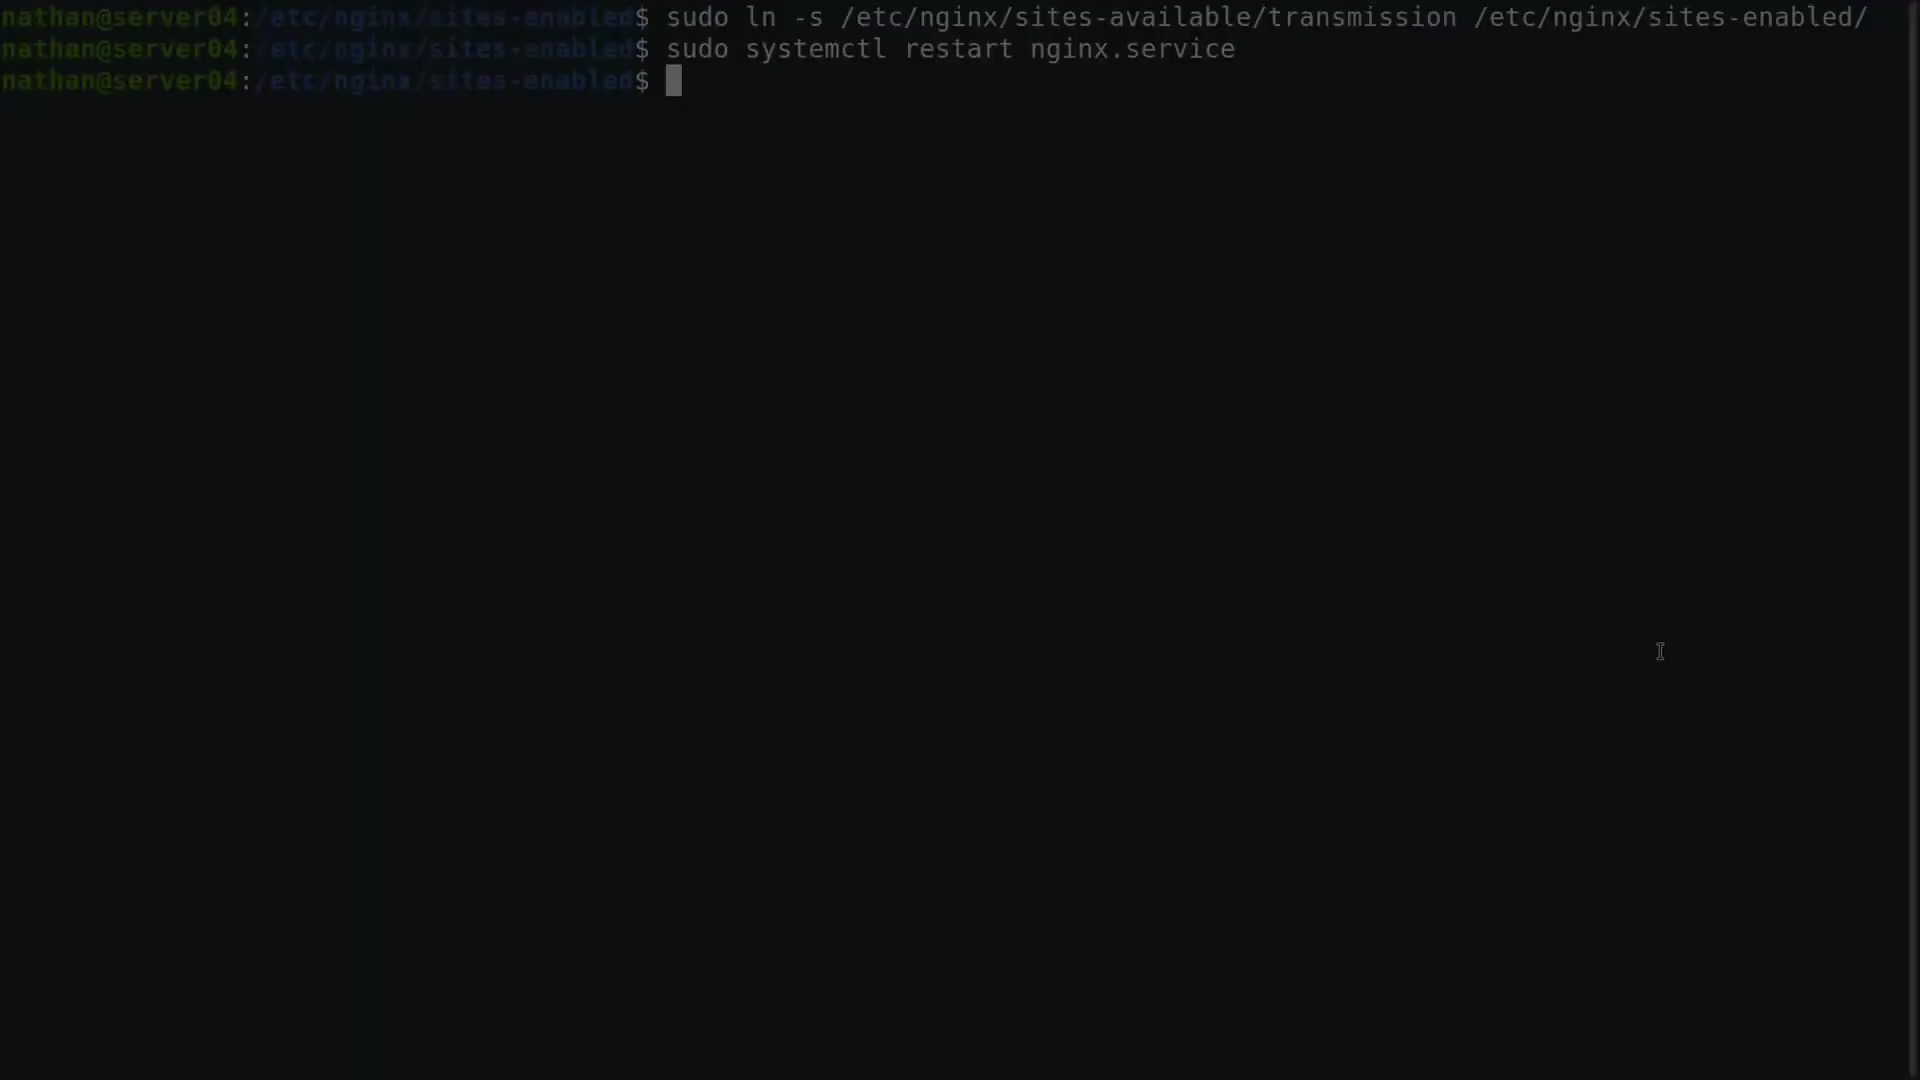 nathan@server04:/etc/nginx/sites-enabled$ sudo ln -s /etc/nginx/sites-available/transmission /etc/nginx/sites-enabled/
nathan@server04:/etc/nginx/sites-enabled$ sudo systemctl restart nginx.service
nathan@server04:/etc/nginx/sites-enabled$